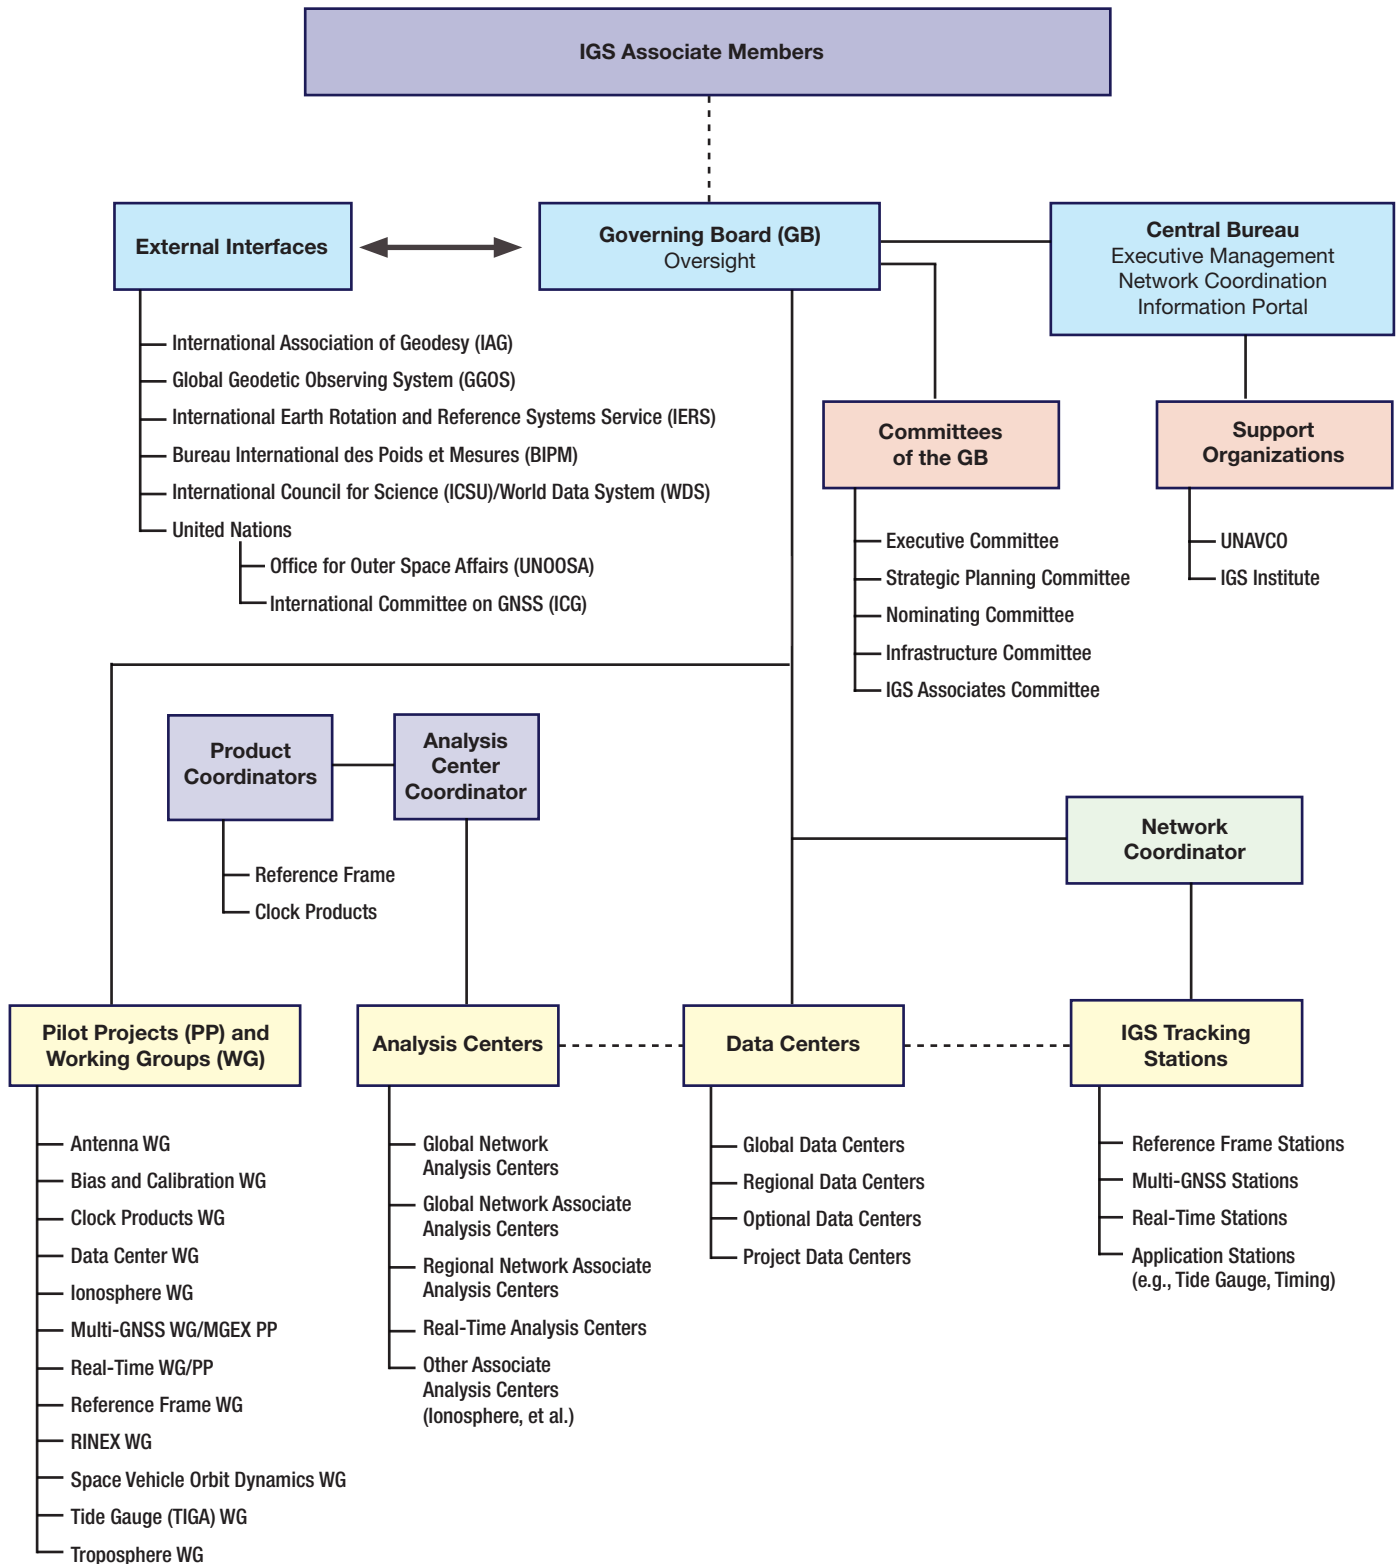 IGS Associate Members
External Interfaces
Governing Board (GB)
Oversight
Central Bureau
Executive Management
Network Coordination
Information Portal
International Association of Geodesy (IAG)
Global Geodetic Observing System (GGOS)
International Earth Rotation and Reference Systems Service (IERS)
Bureau International des Poids et Mesures (BIPM)
International Council for Science (ICSU)/World Data System (WDS)
United Nations
Office for Outer Space Affairs (UNOOSA)
International Committee on GNSS (ICG)
Committees
of the GB
Executive Committee
Strategic Planning Committee
Nominating Committee
Infrastructure Committee
IGS Associates Committee
Support
Organizations
UNAVCO
IGS Institute
Product
Coordinators
Reference Frame
Clock Products
Analysis
Center
Coordinator
Network
Coordinator
Pilot Projects (PP) and
Working Groups (WG)
Antenna WG
Bias and Calibration WG
Clock Products WG
Data Center WG
Ionosphere WG
Multi-GNSS WG/MGEX PP
Real-Time WG/PP
Reference Frame WG
RINEX WG
Space Vehicle Orbit Dynamics WG
Tide Gauge (TIGA) WG
Troposphere WG
Analysis Centers
Global Network
Analysis Centers
Global Network Associate
Analysis Centers
Regional Network Associate
Analysis Centers
Real-Time Analysis Centers
Other Associate
Analysis Centers
(Ionosphere, et al.)
Data Centers
Global Data Centers
Regional Data Centers
Optional Data Centers
Project Data Centers
IGS Tracking
Stations
Reference Frame Stations
Multi-GNSS Stations
Real-Time Stations
Application Stations
(e.g., Tide Gauge, Timing)